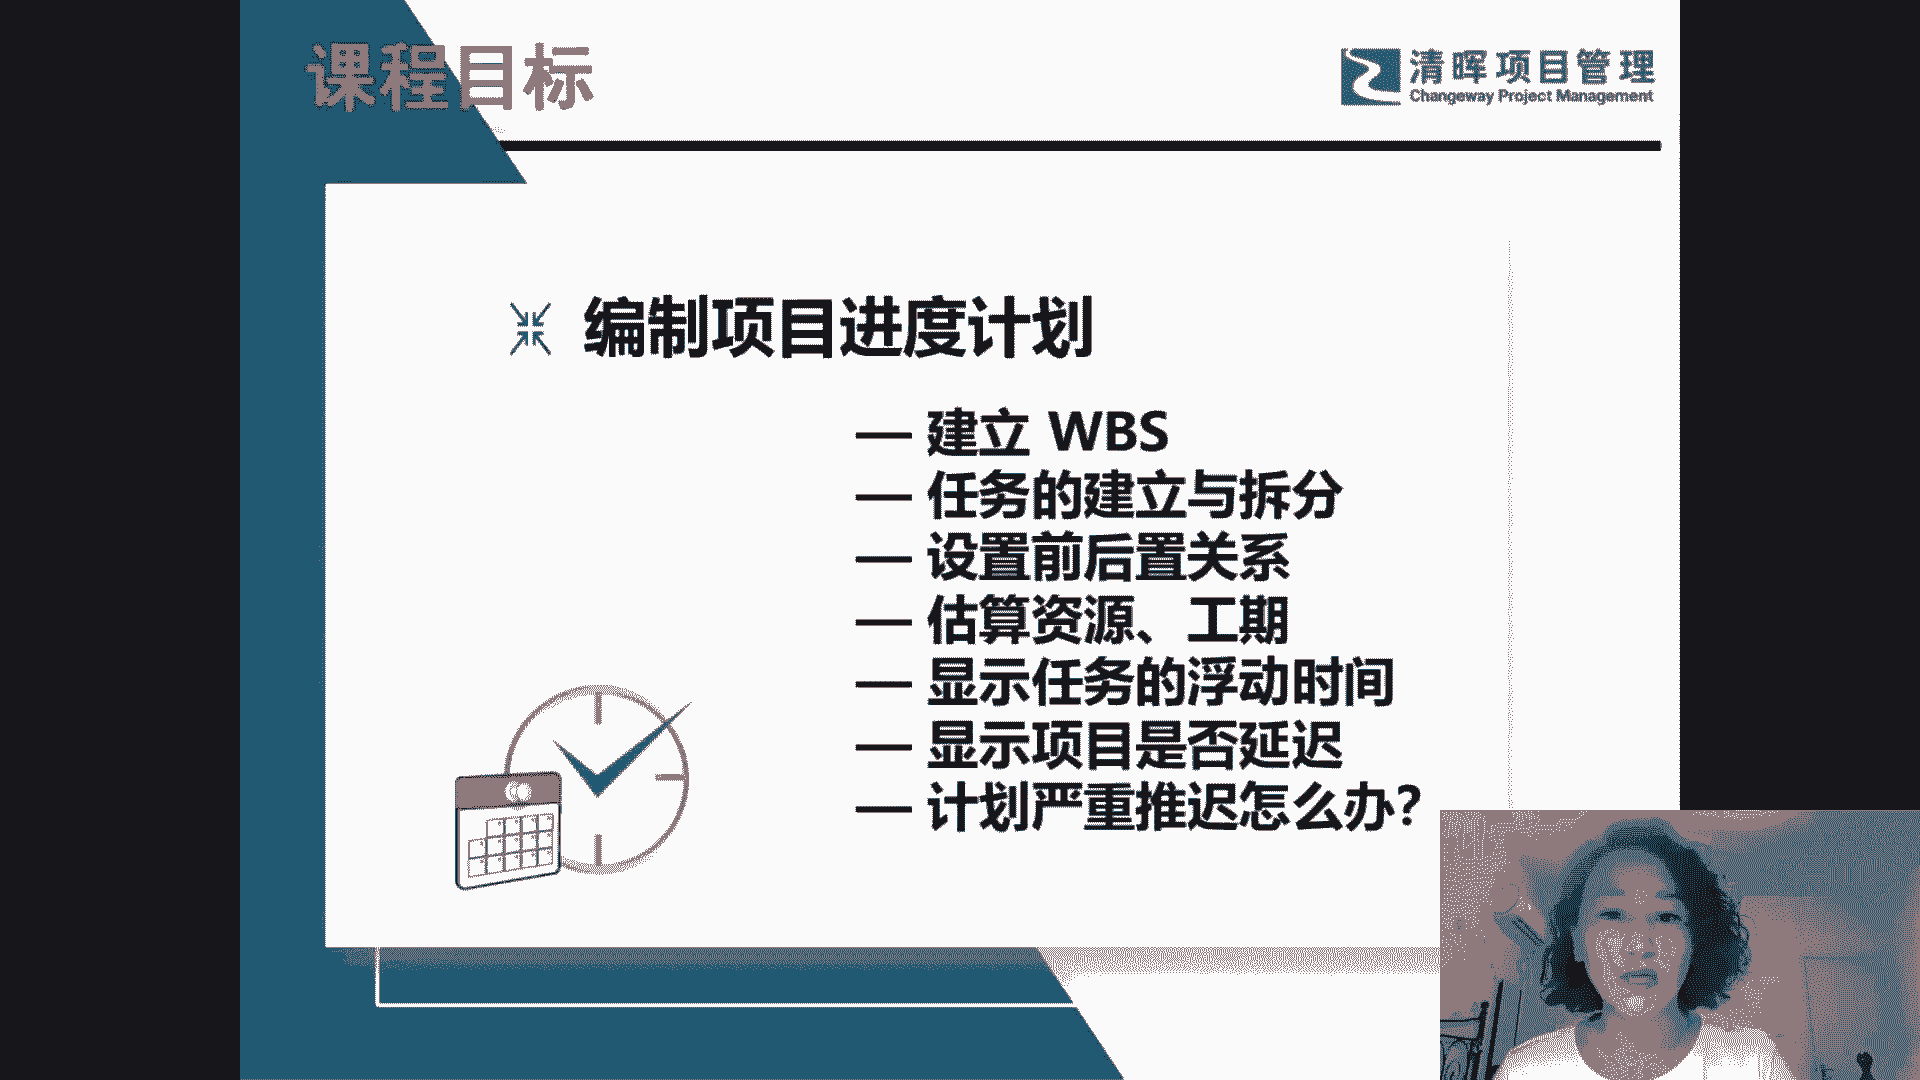 课程目标
清晖项目管理
Changeway Project Management
编制项目进度计划
— 建立 WBS
— 任务的建立与拆分
— 设置前后置关系
— 估算资源、工期
— 显示任务的浮动时间
— 显示项目是否延迟
— 计划严重推迟怎么办?